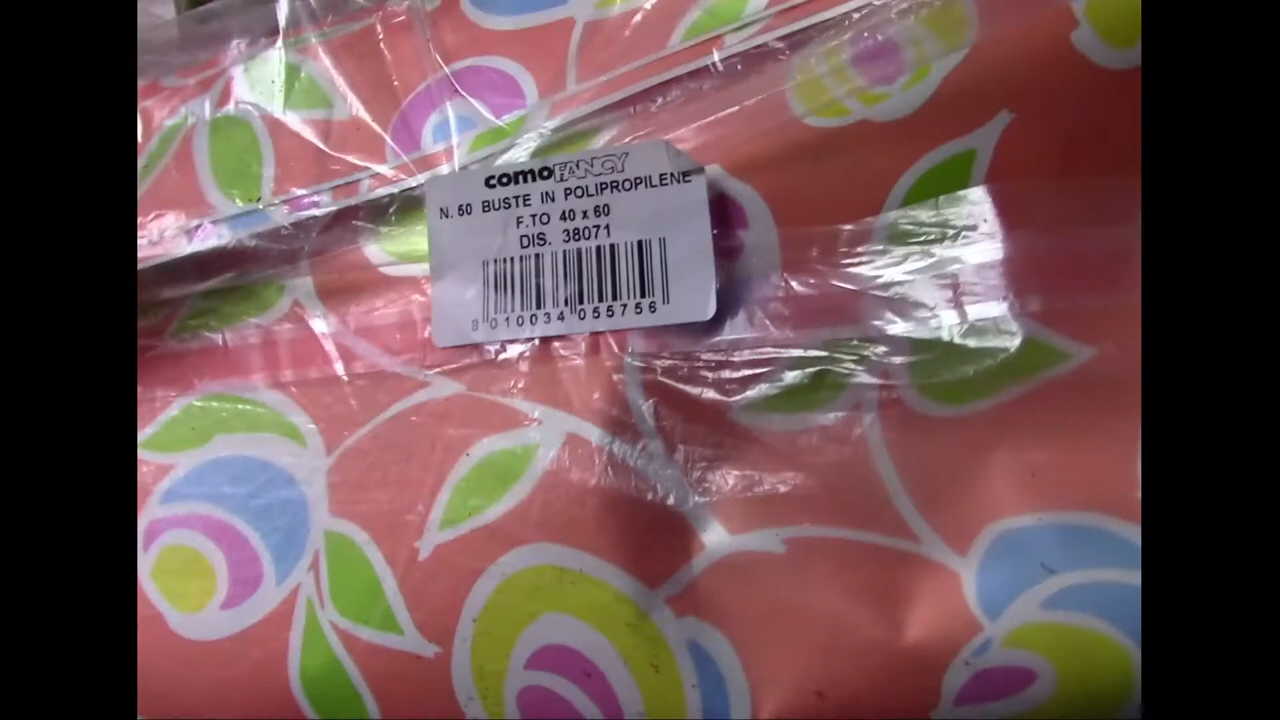 comoFANCY
N. 50 BUSTE IN POLIPROPILENE
F.TO 40 x 60
DIS. 38071
8 010034 055756